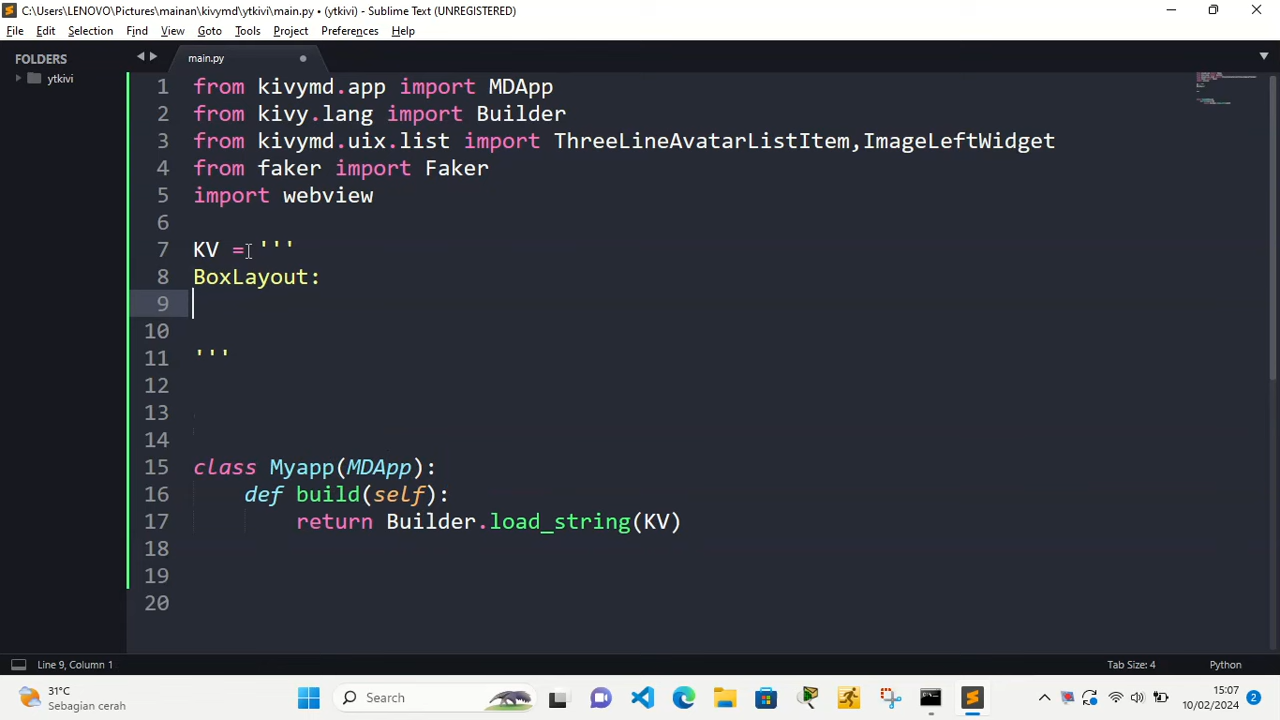 C:\Users\LENOVO\Pictures\mainan\kivymd\ytkivi\main.py • (ytkivi) - Sublime Text (UNREGISTERED)
File Edit Selection Find View Goto Tools Project Preferences Help
FOLDERS
ytkivi
main.py
1 from kivymd.app import MDApp
2 from kivy.lang import Builder
3 from kivymd.uix.list import ThreeLineAvatarListItem,ImageLeftWidget
4 from faker import Faker
5 import webview
6
7 KV = '''
8 BoxLayout:
9
10
11 '''
12
13
14
15 class Myapp(MDApp):
16     def build(self):
17         return Builder.load_string(KV)
18
19
20
Line 9, Column 1
Tab Size: 4
Python
31°C
Sebagian cerah
Search
15:07
10/02/2024
2